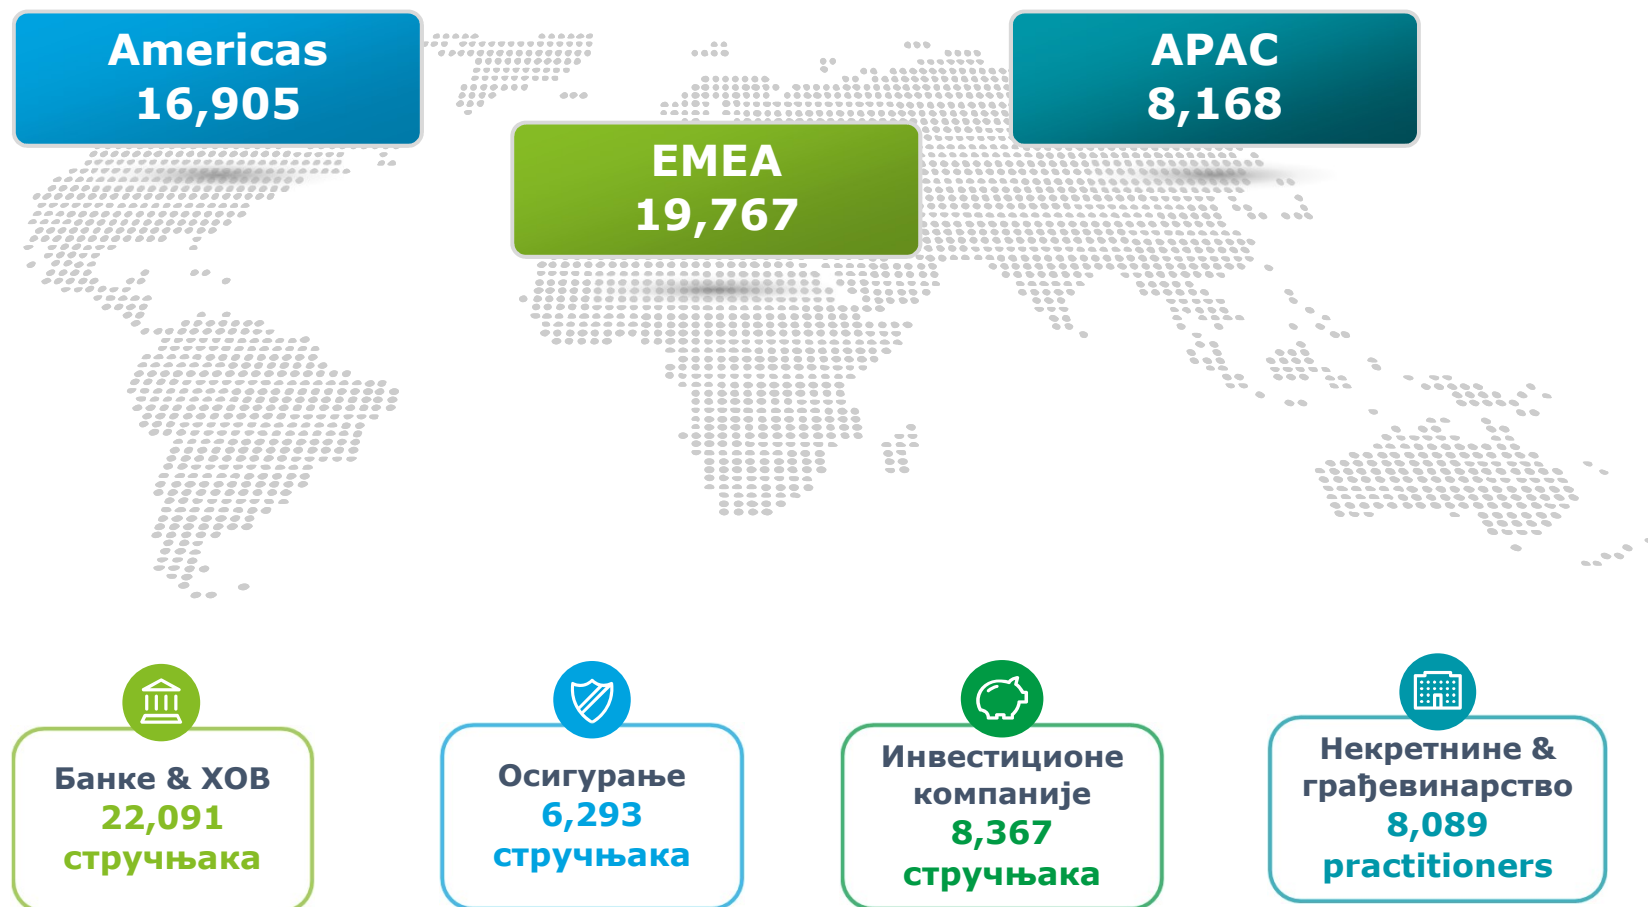 Americas
16,905
APAC
8,168
EMEA
19,767
Банке & ХОВ
22,091
стручњака
Осигурање
6,293
стручњака
Инвестиционе
компаније
8,367
стручњака
Некретнине &
грађевинарство
8,089
practitioners